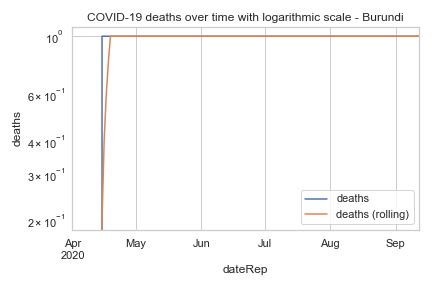 COVID-19 deaths over time with logarithmic scale - Burundi
10⁰
6 × 10⁻¹
4 × 10⁻¹
3 × 10⁻¹
2 × 10⁻¹
deaths
deaths
deaths (rolling)
Apr May Jun Jul Aug Sep
2020
dateRep